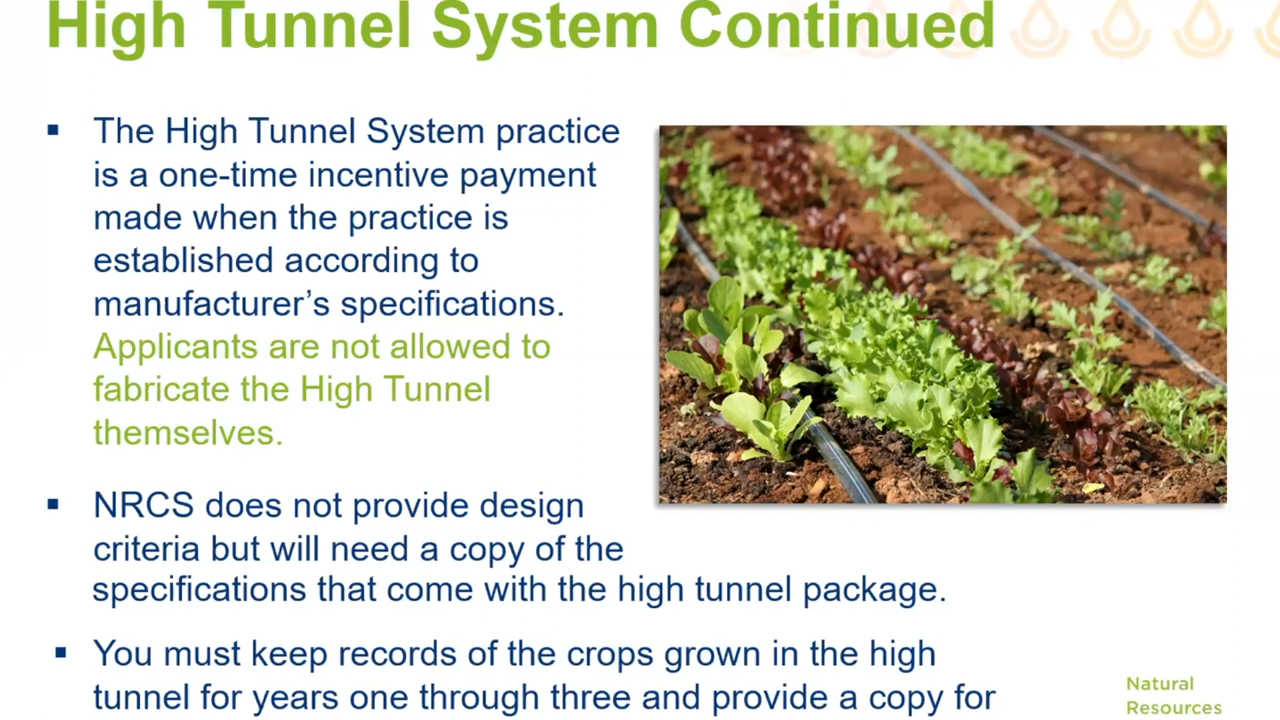 High Tunnel System Continued
▪ The High Tunnel System practice
is a one-time incentive payment
made when the practice is
established according to
manufacturer’s specifications.
Applicants are not allowed to
fabricate the High Tunnel
themselves.
▪ NRCS does not provide design
criteria but will need a copy of the
specifications that come with the high tunnel package.
▪ You must keep records of the crops grown in the high
tunnel for years one through three and provide a copy for
Natural
Resources